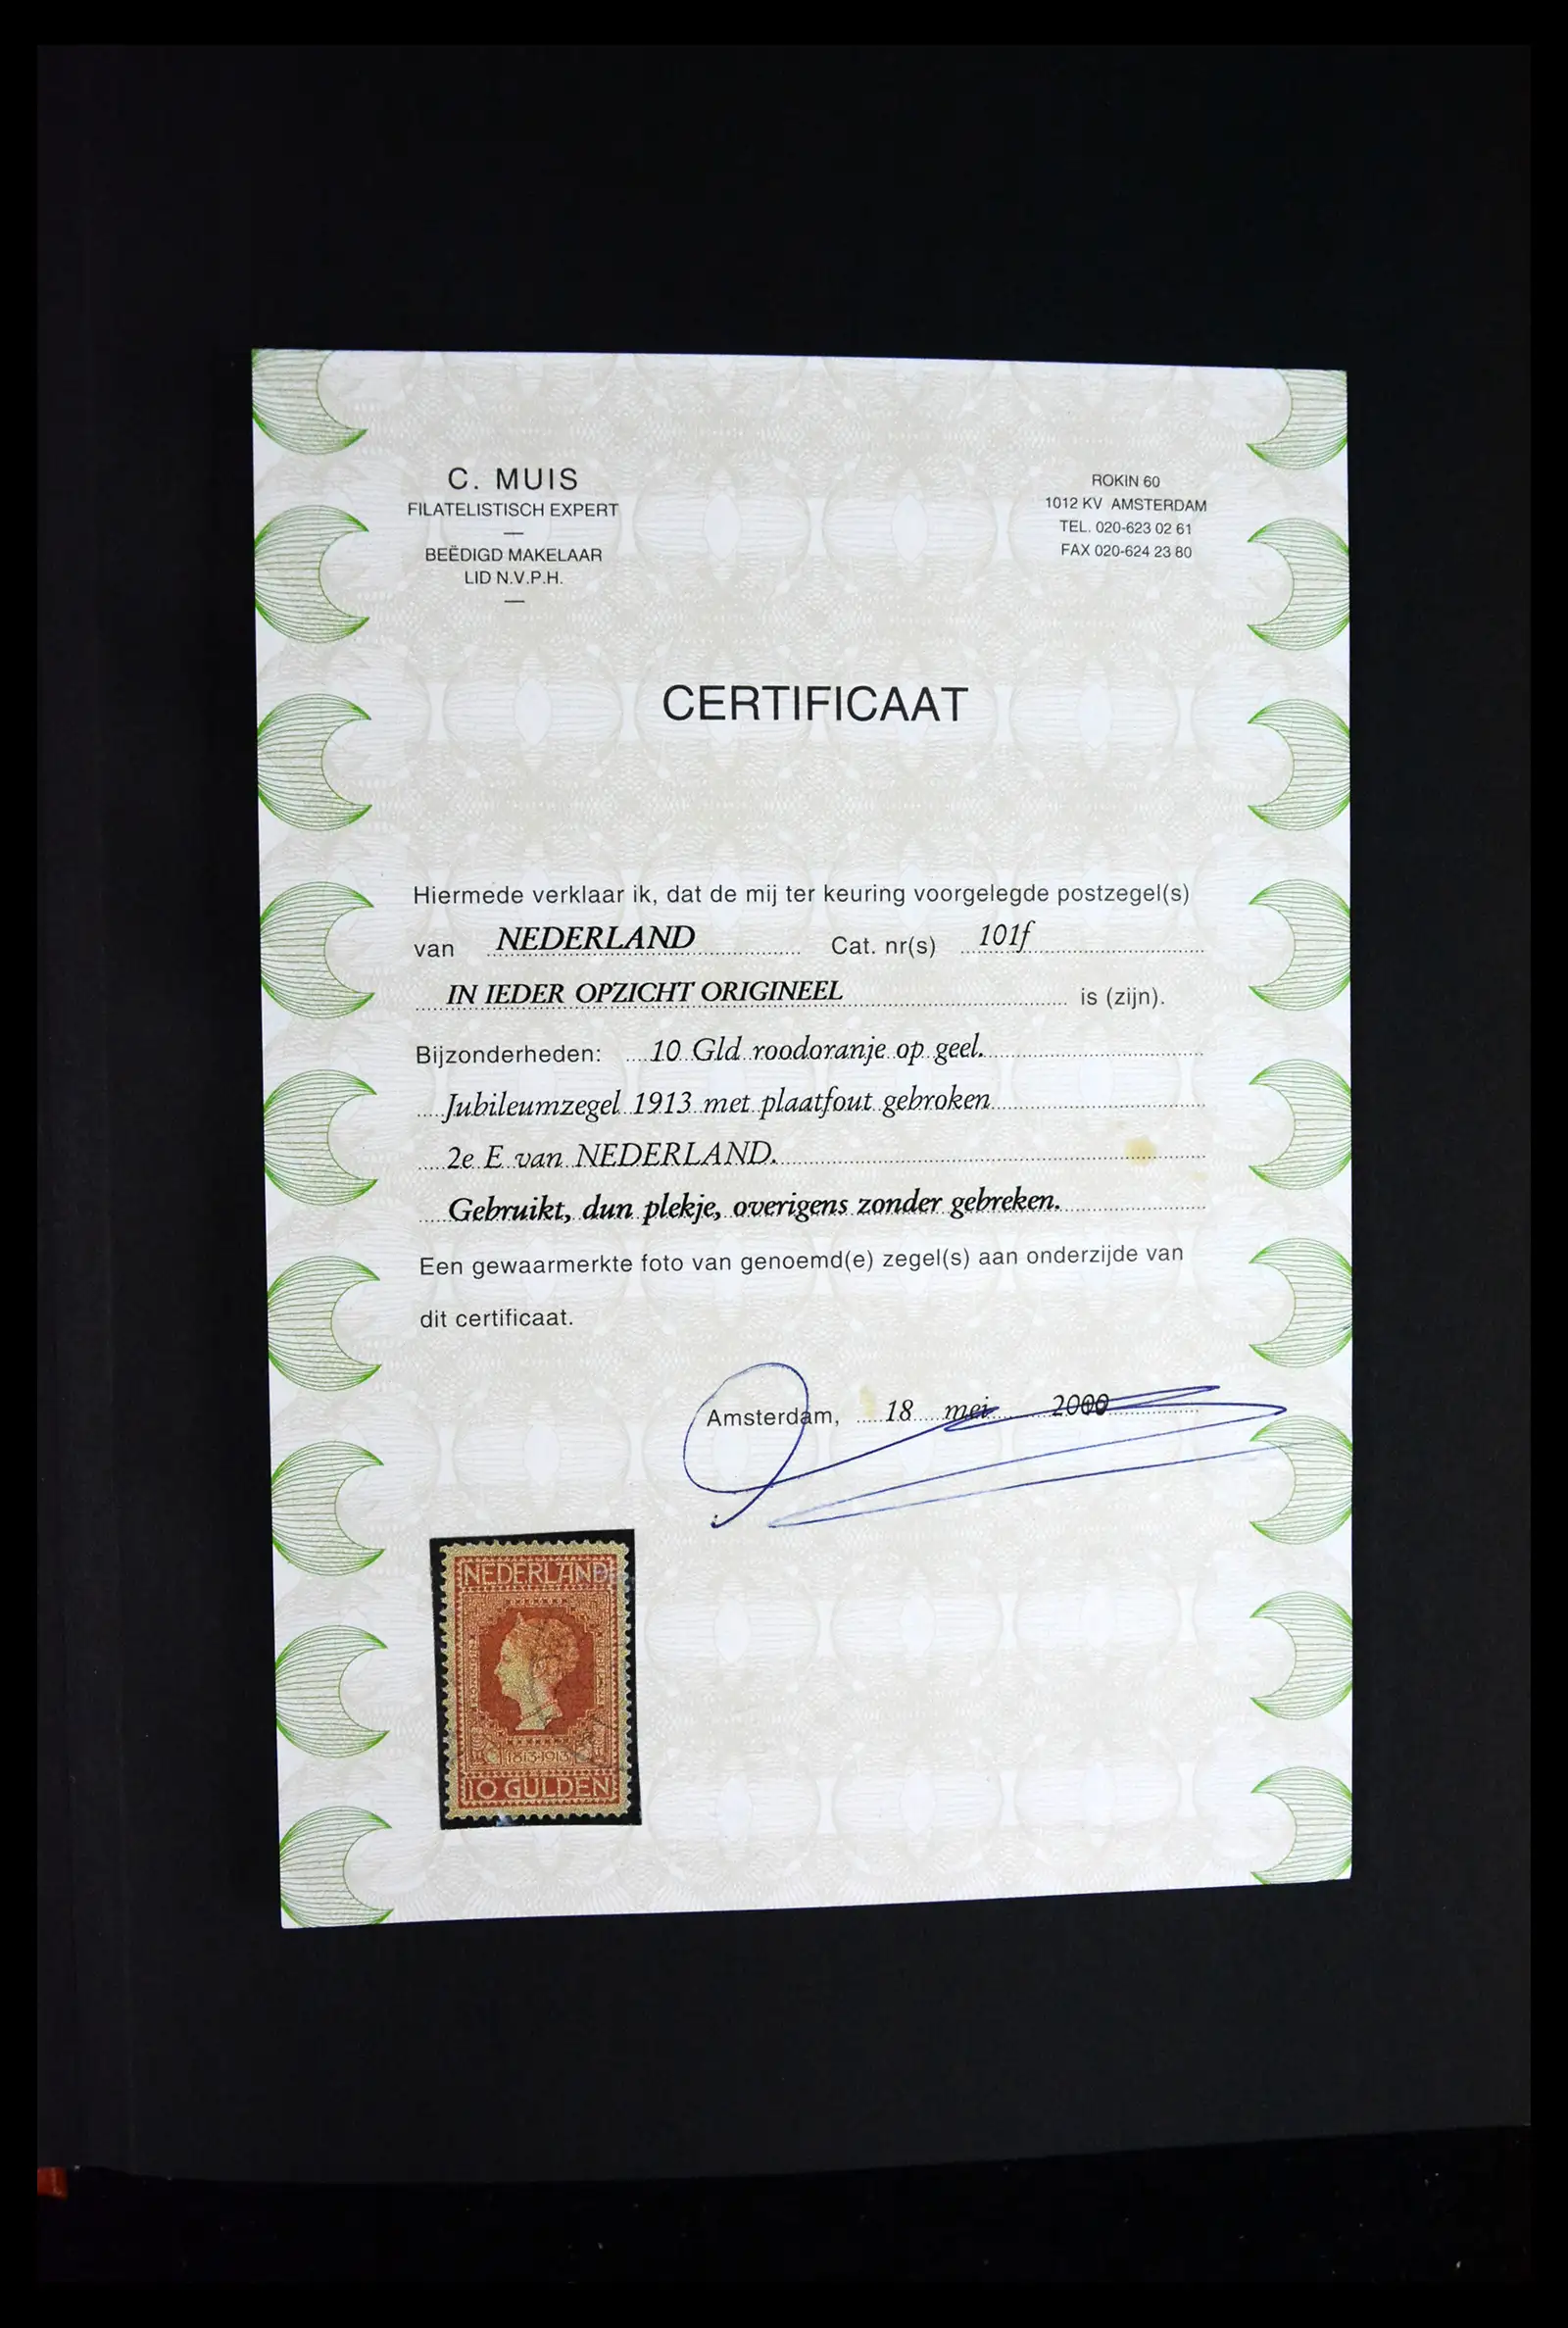 C. MUIS
FILATELISTISCH EXPERT
—
BEËDIGD MAKELAAR
LID N.V.P.H.
—
ROKIN 60
1012 KV AMSTERDAM
TEL. 020-623 02 61
FAX 020-624 23 80
CERTIFICAAT
Hiermede verklaar ik, dat de mij ter keuring voorgelegde postzegel(s)
van NEDERLAND Cat. nr(s) 101f
IN IEDER OPZICHT ORIGINEEL is (zijn).
Bijzonderheden: 10 Gld roodoranje op geel.
Jubileumzegel 1913 met plaatfout gebroken
2e E van NEDERLAND.
Gebruikt, dun plekje, overigens zonder gebreken.
Een gewaarmerkte foto van genoemd(e) zegel(s) aan onderzijde van
dit certificaat.
Amsterdam, 18 mei 2000
NEDERLAND
1813·1913
10 GULDEN